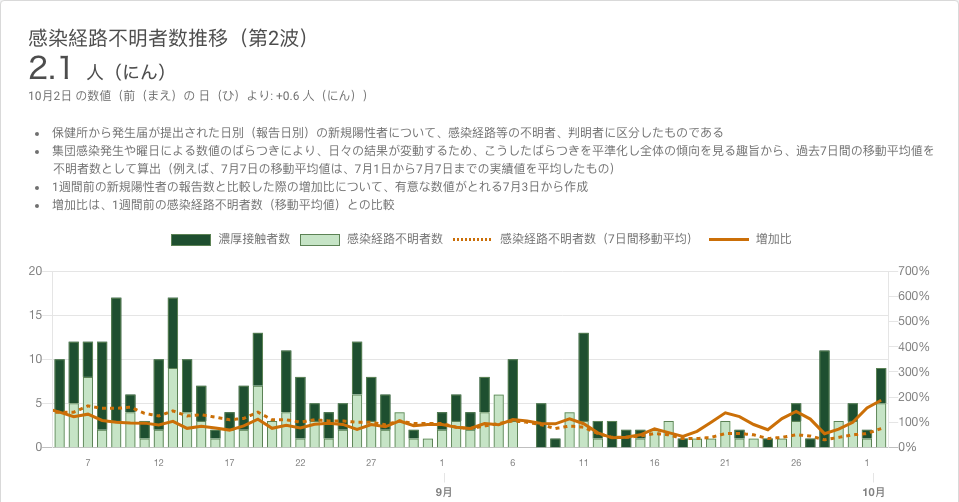 感染経路不明者数推移（第2波）
2.1 人（にん）
10月2日 の数値（前（まえ）の 日（ひ）より: +0.6 人（にん））
• 保健所から発生届が提出された日別（報告日別）の新規陽性者について、感染経路等の不明者、判明者に区分したものである
• 集団感染発生や曜日による数値のばらつきにより、日々の結果が変動するため、こうしたばらつきを平準化し全体の傾向を見る趣旨から、過去7日間の移動平均値を
不明者数として算出（例えば、7月7日の移動平均値は、7月1日から7月7日までの実績値を平均したもの）
• 1週間前の新規陽性者の報告数と比較した際の増加比について、有意な数値がとれる7月3日から作成
• 増加比は、1週間前の感染経路不明者数（移動平均値）との比較
濃厚接触者数 感染経路不明者数 感染経路不明者数（7日間移動平均） 増加比
20 700%
600%
15 500%
400%
10 300%
200%
5 100%
0 0%
7 12 17 22 27 1 6 11 16 21 26 1
9月 10月